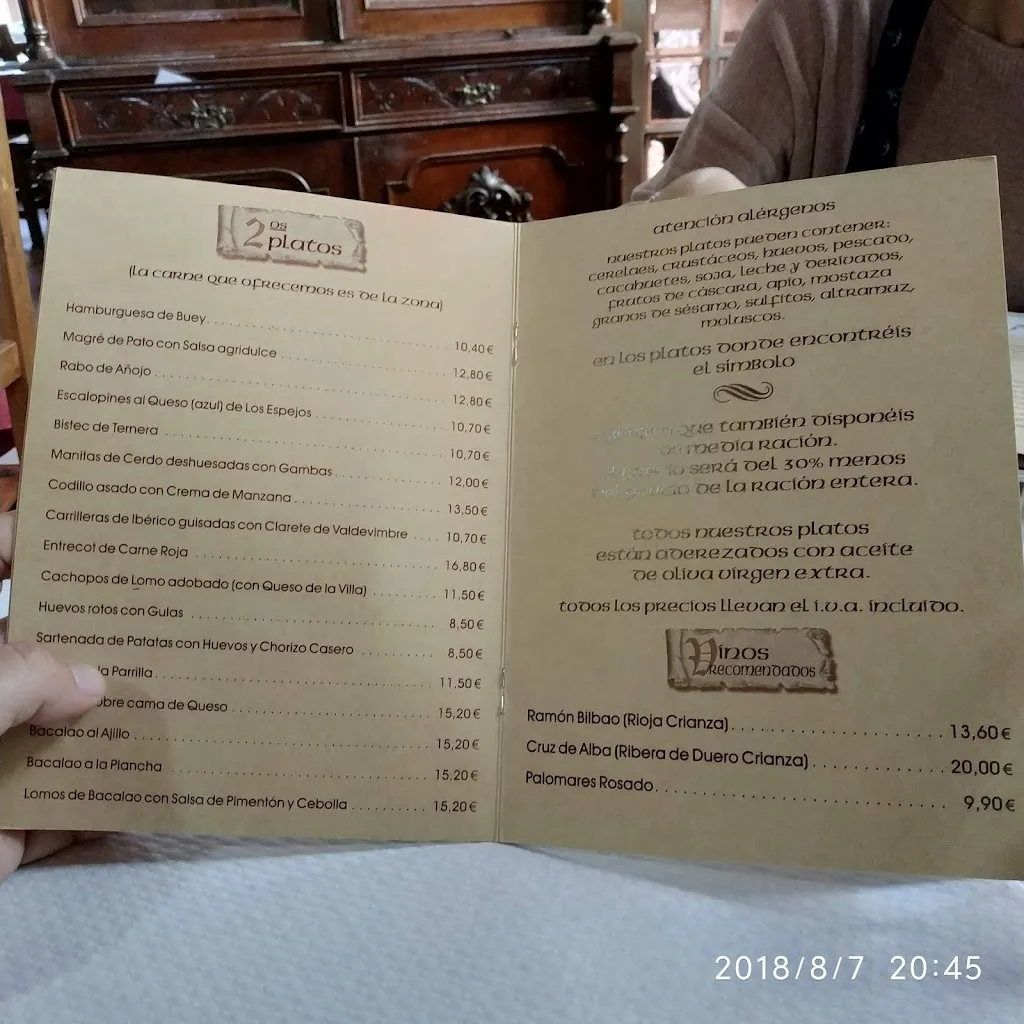 2os platos
(La carne que ofrecemos es de la zona)
Hamburguesa de Buey 10,40€
Magré de Pato con Salsa agridulce 12,80€
Rabo de Añojo 12,80€
Escalopines al Queso (azul) de Los Espejos 10,70€
Bistec de Ternera 10,70€
Manitas de Cerdo deshuesadas con Gambas 12,00€
Codillo asado con Crema de Manzana 13,50€
Carrilleras de Ibérico guisadas con Clarete de Valdevimbre 10,70€
Entrecot de Carne Roja 16,80€
Cachopos de Lomo adobado (con Queso de la Villa) 11,50€
Huevos rotos con Gulas 8,50€
Sartenada de Patatas con Huevos y Chorizo Casero 8,50€
la Parrilla 11,50€
cama de Queso 15,20€
Bacalao al Ajillo 15,20€
Bacalao a la Plancha 15,20€
Lomos de Bacalao con Salsa de Pimentón y Cebolla 15,20€
atención alérgenos
nuestros platos pueden contener:
cerelaes, crustáceos, huevos, pescado,
cacahuetes, soja, leche y derivados,
frutos de cáscara, apio, mostaza
granos de sésamo, sulfitos, altramuz,
moluscos.
en los platos donde encontréis
el símbolo
que también disponéis
media ración.
será del 30% menos
de la ración entera.
todos nuestros platos
están aderezados con aceite
de oliva virgen extra.
todos los precios llevan el i.v.a. incluido.
Vinos
Recomendados
Ramón Bilbao (Rioja Crianza) 13,60€
Cruz de Alba (Ribera de Duero Crianza) 20,00€
Palomares Rosado 9,90€
2018/8/7 20:45